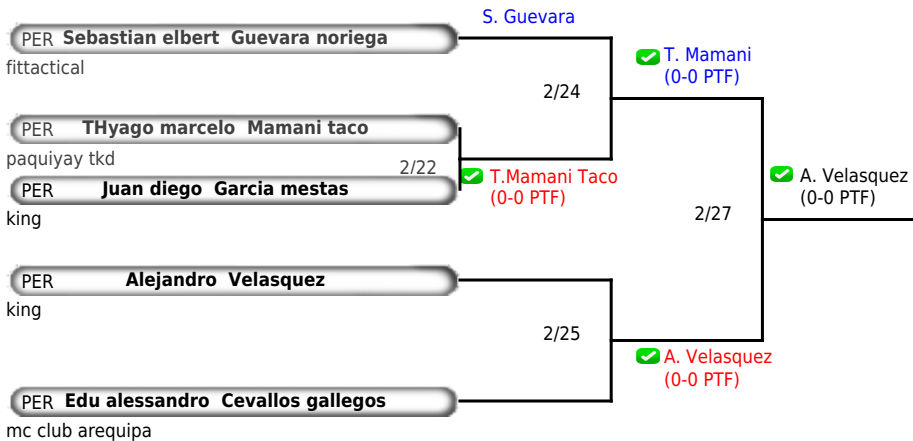 S. Guevara
PER Sebastian elbert Guevara noriega
fittactical
T. Mamani
(0-0 PTF)
2/24
PER THyago marcelo Mamani taco
paquiyay tkd
2/22
T.Mamani Taco
(0-0 PTF)
PER Juan diego Garcia mestas
king
A. Velasquez
(0-0 PTF)
2/27
PER Alejandro Velasquez
king
2/25
A. Velasquez
(0-0 PTF)
PER Edu alessandro Cevallos gallegos
mc club arequipa